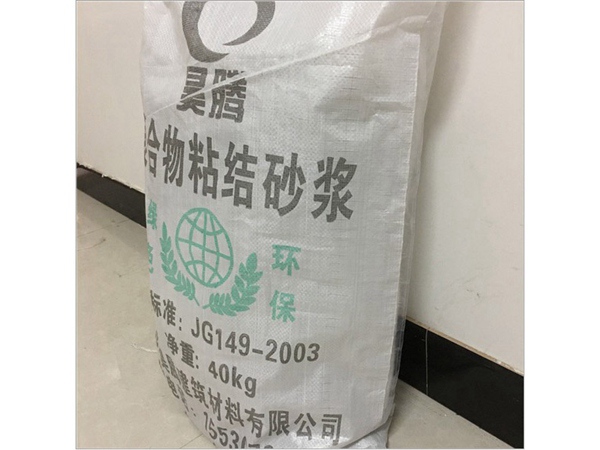 昊腾
聚合物粘结砂浆
绿色
环保
标准: JG149-2003
净重: 40kg
建筑材料有限公司